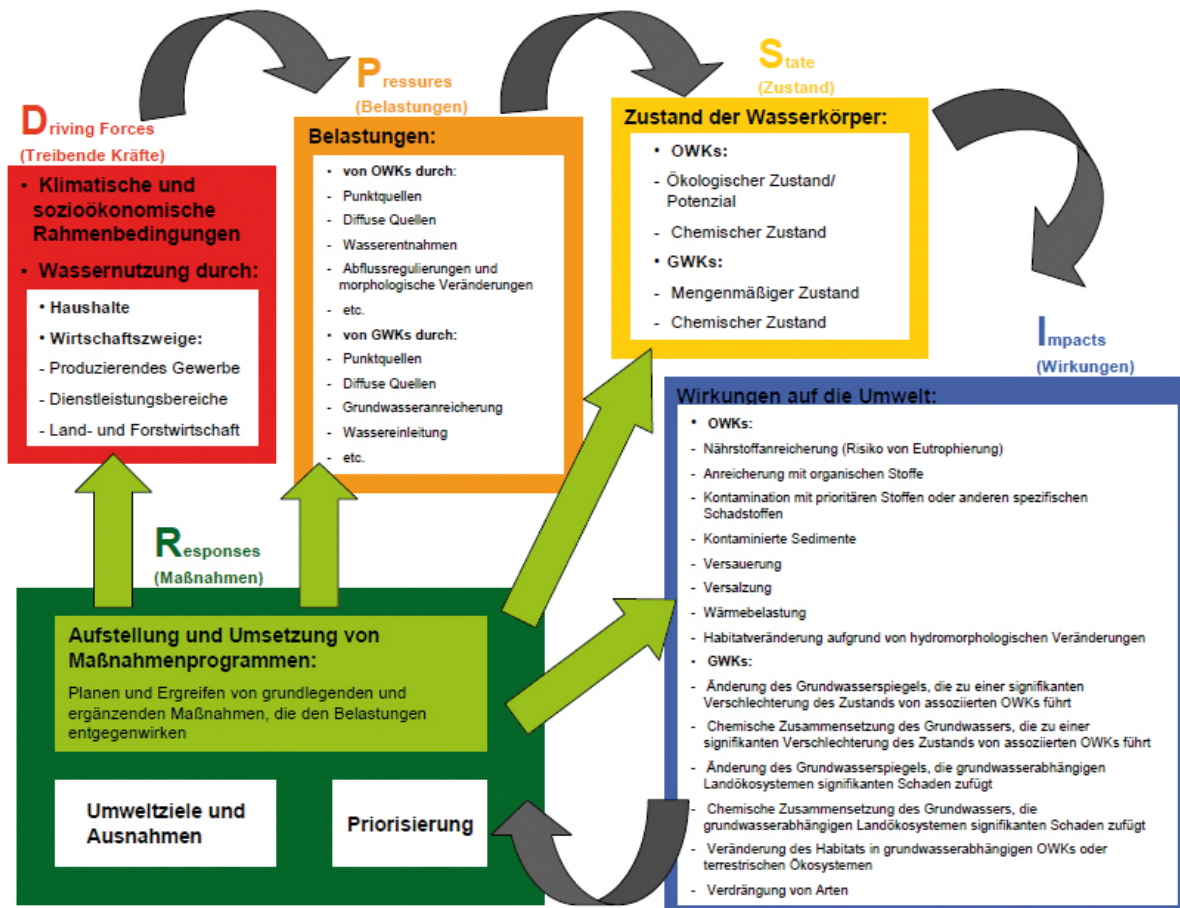 Driving Forces
(Treibende Kräfte)
• Klimatische und
sozioökonomische
Rahmenbedingungen
• Wassernutzung durch:
• Haushalte
• Wirtschaftszweige:
- Produzierendes Gewerbe
- Dienstleistungsbereiche
- Land- und Forstwirtschaft
Pressures
(Belastungen)
Belastungen:
• von OWKs durch:
- Punktquellen
- Diffuse Quellen
- Wasserentnahmen
- Abflussregulierungen und
morphologische Veränderungen
- etc.
• von GWKs durch:
- Punktquellen
- Diffuse Quellen
- Grundwasseranreicherung
- Wassereinleitung
- etc.
State
(Zustand)
Zustand der Wasserkörper:
• OWKs:
- Ökologischer Zustand/
Potenzial
- Chemischer Zustand
• GWKs:
- Mengenmäßiger Zustand
- Chemischer Zustand
Impacts
(Wirkungen)
Wirkungen auf die Umwelt:
• OWKs:
- Nährstoffanreicherung (Risiko von Eutrophierung)
- Anreicherung mit organischen Stoffe
- Kontamination mit prioritären Stoffen oder anderen spezifischen
Schadstoffen
- Kontaminierte Sedimente
- Versauerung
- Versalzung
- Wärmebelastung
- Habitatveränderung aufgrund von hydromorphologischen Veränderungen
• GWKs:
- Änderung des Grundwasserspiegels, die zu einer signifikanten
Verschlechterung des Zustands von assoziierten OWKs führt
- Chemische Zusammensetzung des Grundwassers, die zu einer
signifikanten Verschlechterung des Zustands von assoziierten OWKs führt
- Änderung des Grundwasserspiegels, die grundwasserabhängigen
Landökosystemen signifikanten Schaden zufügt
- Chemische Zusammensetzung des Grundwassers, die
grundwasserabhängigen Landökosystemen signifikanten Schaden zufügt
- Veränderung des Habitats in grundwasserabhängigen OWKs oder
terrestrischen Ökosystemen
- Verdrängung von Arten
Responses
(Maßnahmen)
Aufstellung und Umsetzung von
Maßnahmenprogrammen:
Planen und Ergreifen von grundlegenden und
ergänzenden Maßnahmen, die den Belastungen
entgegenwirken
Umweltziele und
Ausnahmen
Priorisierung